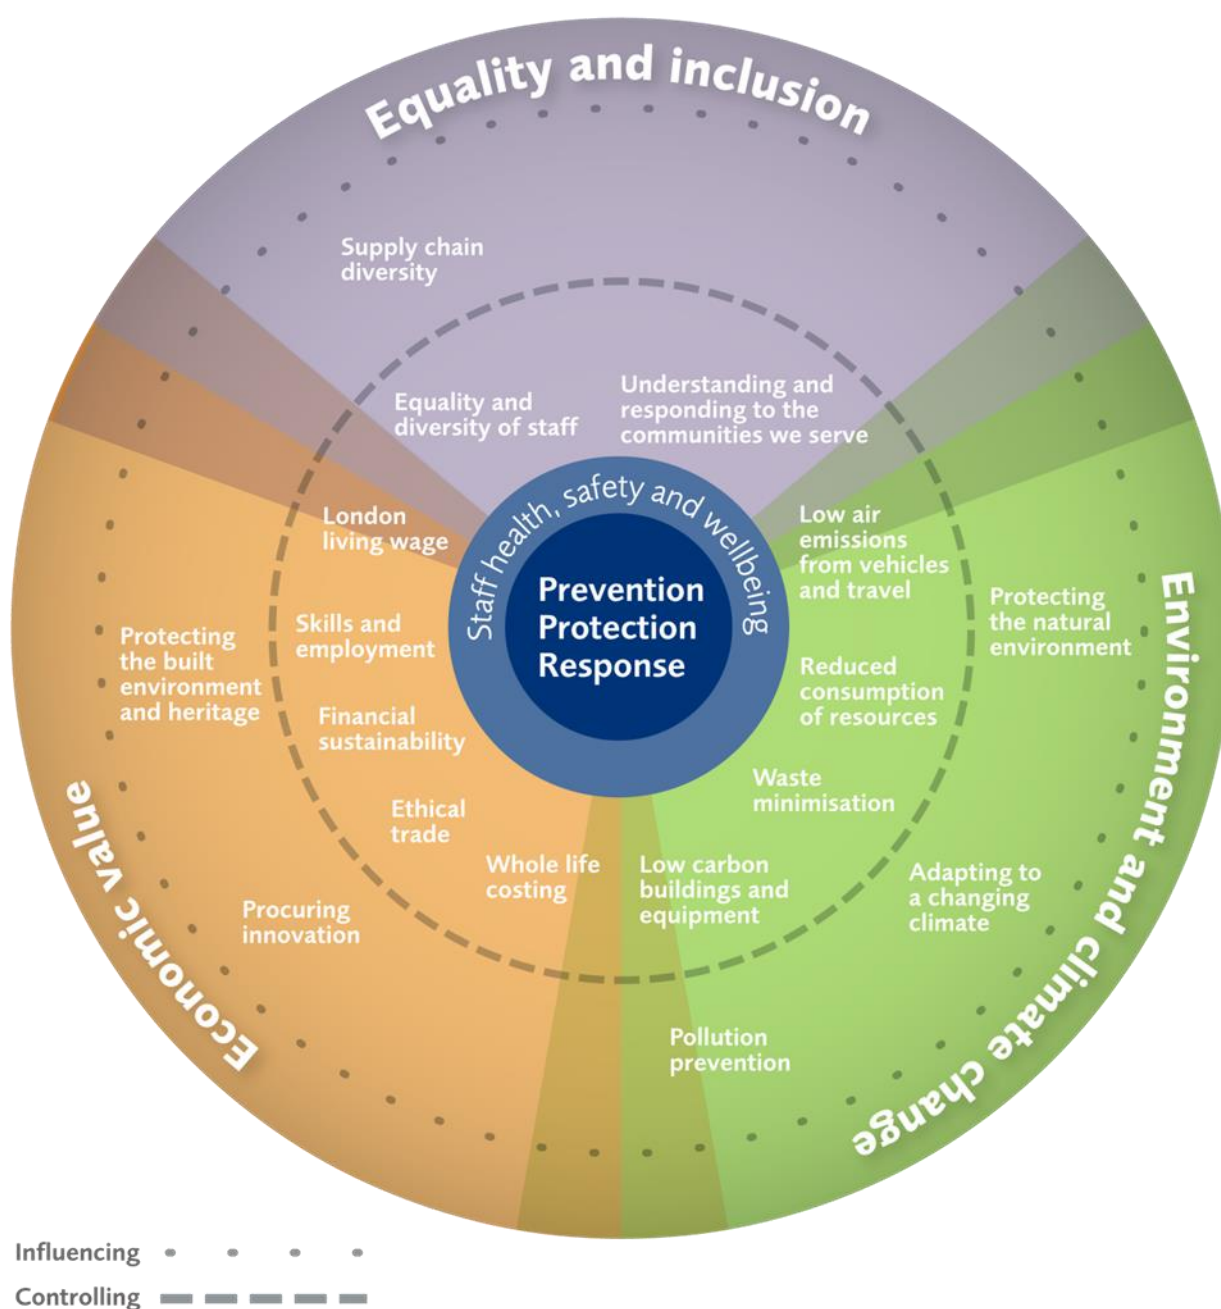 Equality and inclusion
Supply chain
diversity
Equality and
diversity of staff
Understanding and
responding to the
communities we serve
Staff health, safety and wellbeing
Prevention
Protection
Response
London
living wage
Skills and
employment
Protecting
the built
environment
and heritage
Financial
sustainability
Ethical
trade
Whole life
costing
Procuring
innovation
Economic value
Low air
emissions
from vehicles
and travel
Protecting
the natural
environment
Reduced
consumption
of resources
Waste
minimisation
Low carbon
buildings and
equipment
Adapting to
a changing
climate
Pollution
prevention
Environment and climate change
Influencing
Controlling